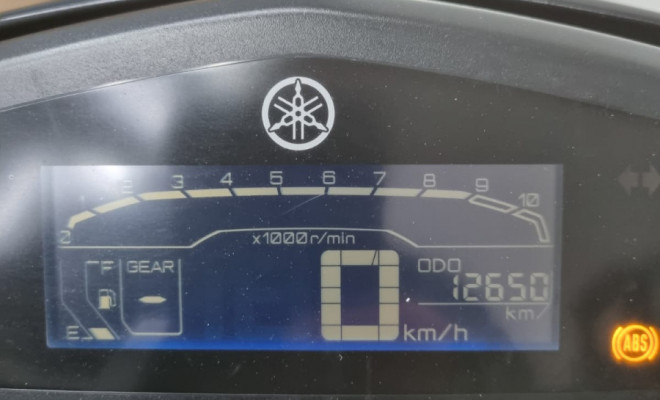 0 1 2 3 4 5 6 7 8 9 10
x1000r/min
F GEAR
-
E
0 km/h
ODO
12650
km/
ABS